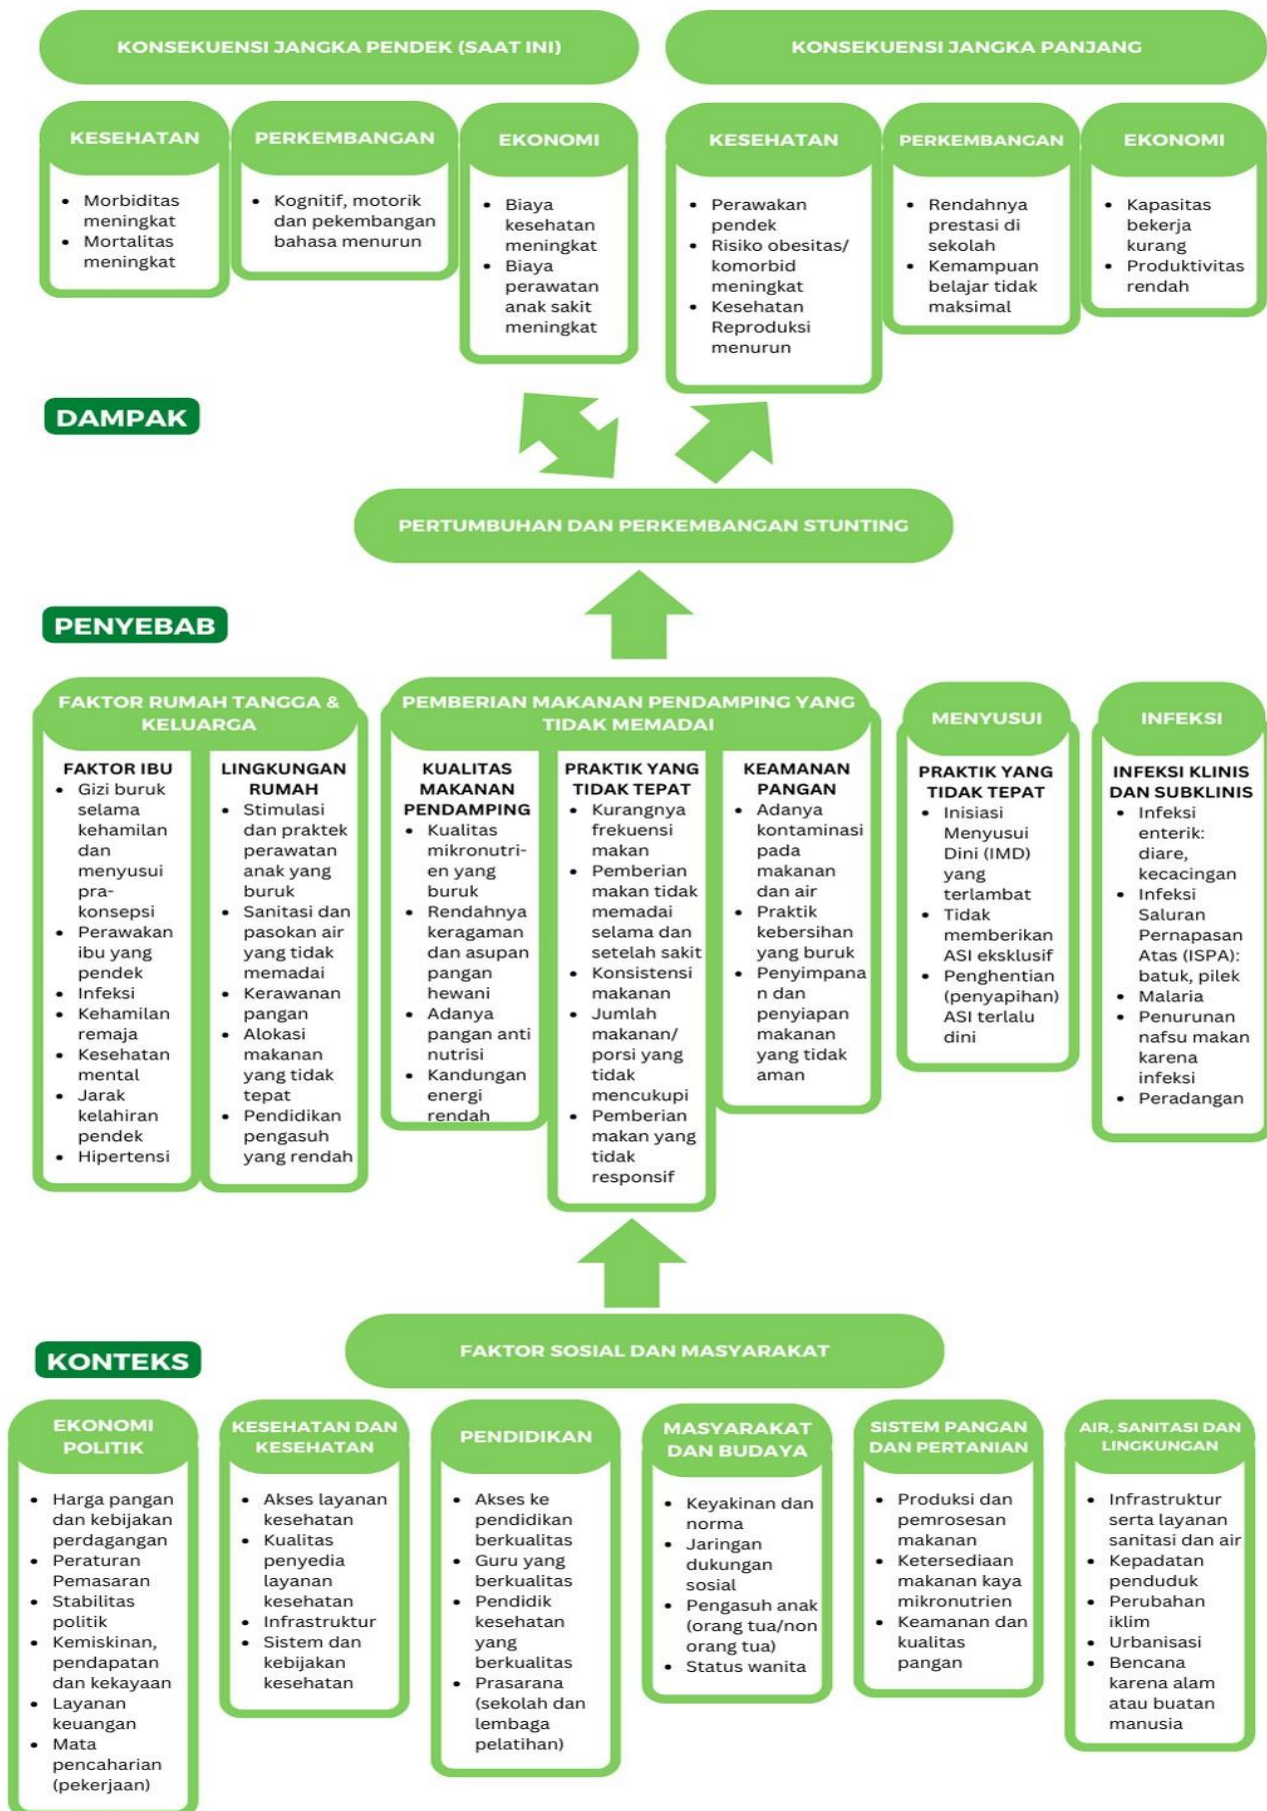 KONSEKUENSI JANGKA PENDEK (SAAT INI)
KESEHATAN
• Morbiditas
meningkat
• Mortalitas
meningkat
PERKEMBANGAN
• Kognitif, motorik
dan pekembangan
bahasa menurun
EKONOMI
• Biaya
kesehatan
meningkat
• Biaya
perawatan
anak sakit
meningkat
KONSEKUENSI JANGKA PANJANG
KESEHATAN
• Perawakan
pendek
• Risiko obesitas/
komorbid
meningkat
• Kesehatan
Reproduksi
menurun
PERKEMBANGAN
• Rendahnya
prestasi di
sekolah
• Kemampuan
belajar tidak
maksimal
EKONOMI
• Kapasitas
bekerja
kurang
• Produktivitas
rendah
DAMPAK
PERTUMBUHAN DAN PERKEMBANGAN STUNTING
PENYEBAB
FAKTOR RUMAH TANGGA &
KELUARGA
FAKTOR IBU
• Gizi buruk
selama
kehamilan
dan
menyusui
pra-
konsepsi
• Perawakan
ibu yang
pendek
• Infeksi
• Kehamilan
remaja
• Kesehatan
mental
• Jarak
kelahiran
pendek
• Hipertensi
LINGKUNGAN
RUMAH
• Stimulasi
dan praktek
perawatan
anak yang
buruk
• Sanitasi dan
pasokan air
yang tidak
memadai
• Kerawanan
pangan
• Alokasi
makanan
yang tidak
tepat
• Pendidikan
pengasuh
yang rendah
PEMBERIAN MAKANAN PENDAMPING YANG
TIDAK MEMADAI
KUALITAS
MAKANAN
PENDAMPING
• Kualitas
mikronutri-
en yang
buruk
• Rendahnya
keragaman
dan asupan
pangan
hewani
• Adanya
pangan anti
nutrisi
• Kandungan
energi
rendah
PRAKTIK YANG
TIDAK TEPAT
• Kurangnya
frekuensi
makan
• Pemberian
makan tidak
memadai
selama dan
setelah sakit
• Konsistensi
makanan
• Jumlah
makanan/
porsi yang
tidak
mencukupi
• Pemberian
makan yang
tidak
responsif
KEAMANAN
PANGAN
• Adanya
kontaminasi
pada
makanan
dan air
• Praktik
kebersihan
yang buruk
• Penyimpana
n dan
penyiapan
makanan
yang tidak
aman
MENYUSUI
PRAKTIK YANG
TIDAK TEPAT
• Inisiasi
Menyusui
Dini (IMD)
yang
terlambat
• Tidak
memberikan
ASI eksklusif
• Penghentian
(penyapihan)
ASI terlalu
dini
INFEKSI
INFEKSI KLINIS
DAN SUBKLINIS
• Infeksi
enterik:
diare,
kecacingan
• Infeksi
Saluran
Pernapasan
Atas (ISPA):
batuk, pilek
• Malaria
• Penurunan
nafsu makan
karena
infeksi
• Peradangan
FAKTOR SOSIAL DAN MASYARAKAT
KONTEKS
EKONOMI
POLITIK
• Harga pangan
dan kebijakan
perdagangan
• Peraturan
Pemasaran
• Stabilitas
politik
• Kemiskinan,
pendapatan
dan kekayaan
• Layanan
keuangan
• Mata
pencaharian
(pekerjaan)
KESEHATAN DAN
KESEHATAN
• Akses layanan
kesehatan
• Kualitas
penyedia
layanan
kesehatan
• Infrastruktur
• Sistem dan
kebijakan
kesehatan
PENDIDIKAN
• Akses ke
pendidikan
berkualitas
• Guru yang
berkualitas
• Pendidik
kesehatan
yang
berkualitas
• Prasarana
(sekolah dan
lembaga
pelatihan)
MASYARAKAT
DAN BUDAYA
• Keyakinan dan
norma
• Jaringan
dukungan
sosial
• Pengasuh anak
(orang tua/non
orang tua)
• Status wanita
SISTEM PANGAN
DAN PERTANIAN
• Produksi dan
pemrosesan
makanan
• Ketersediaan
makanan kaya
mikronutrien
• Keamanan dan
kualitas
pangan
AIR, SANITASI DAN
LINGKUNGAN
• Infrastruktur
serta layanan
sanitasi dan air
• Kepadatan
penduduk
• Perubahan
iklim
• Urbanisasi
• Bencana
karena alam
atau buatan
manusia